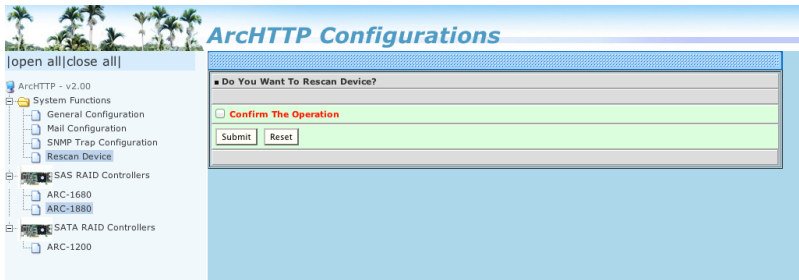 ArcHTTP Configurations
|open all|close all|
ArcHTTP - v2.00
System Functions
General Configuration
Mail Configuration
SNMP Trap Configuration
Rescan Device
SAS RAID Controllers
ARC-1680
ARC-1880
SATA RAID Controllers
ARC-1200
Do You Want To Rescan Device?
Confirm The Operation
Submit Reset